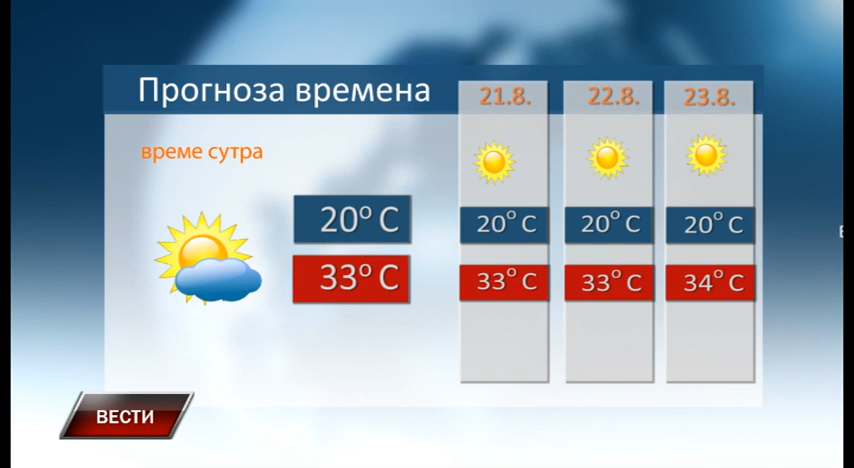 Прогноза времена
21.8.
22.8.
23.8.
време сутра
20° C
33° C
20° C
20° C
20° C
33° C
33° C
34° C
ВЕСТИ